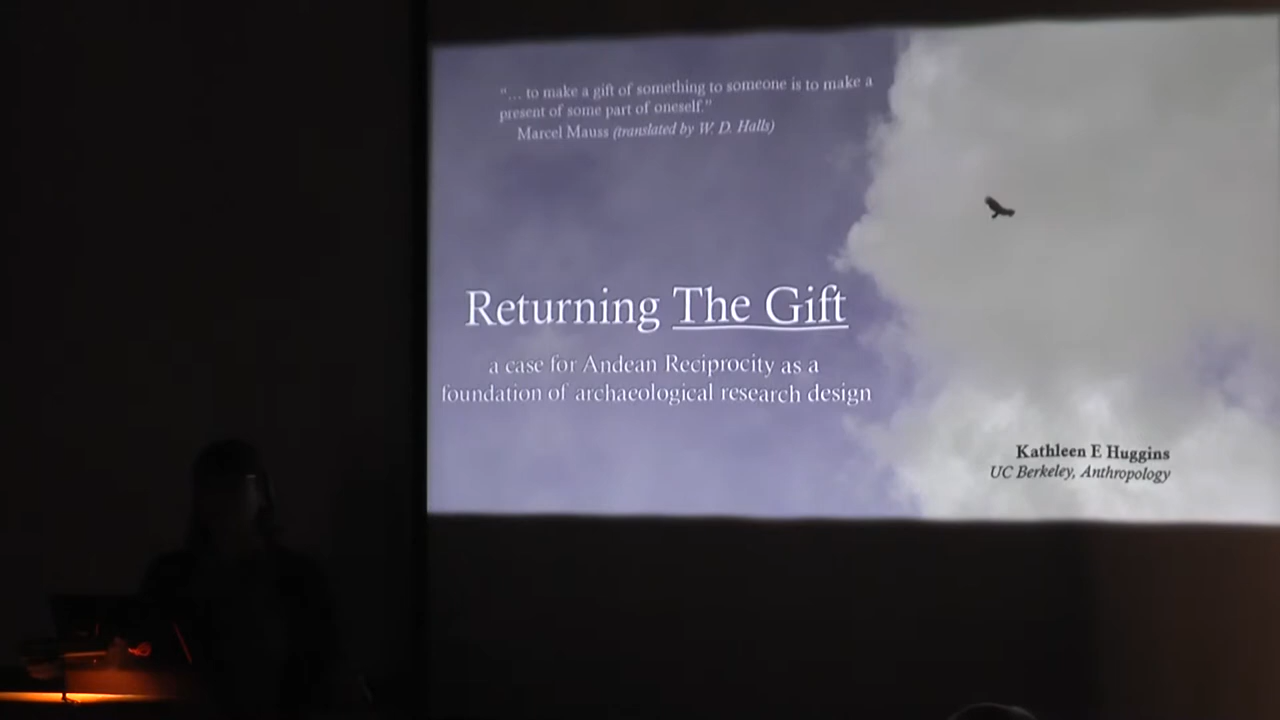 “… to make a gift of something to someone is to make a
present of some part of oneself.”
Marcel Mauss (translated by W. D. Halls)
Returning The Gift
a case for Andean Reciprocity as a
foundation of archaeological research design
Kathleen E Huggins
UC Berkeley, Anthropology